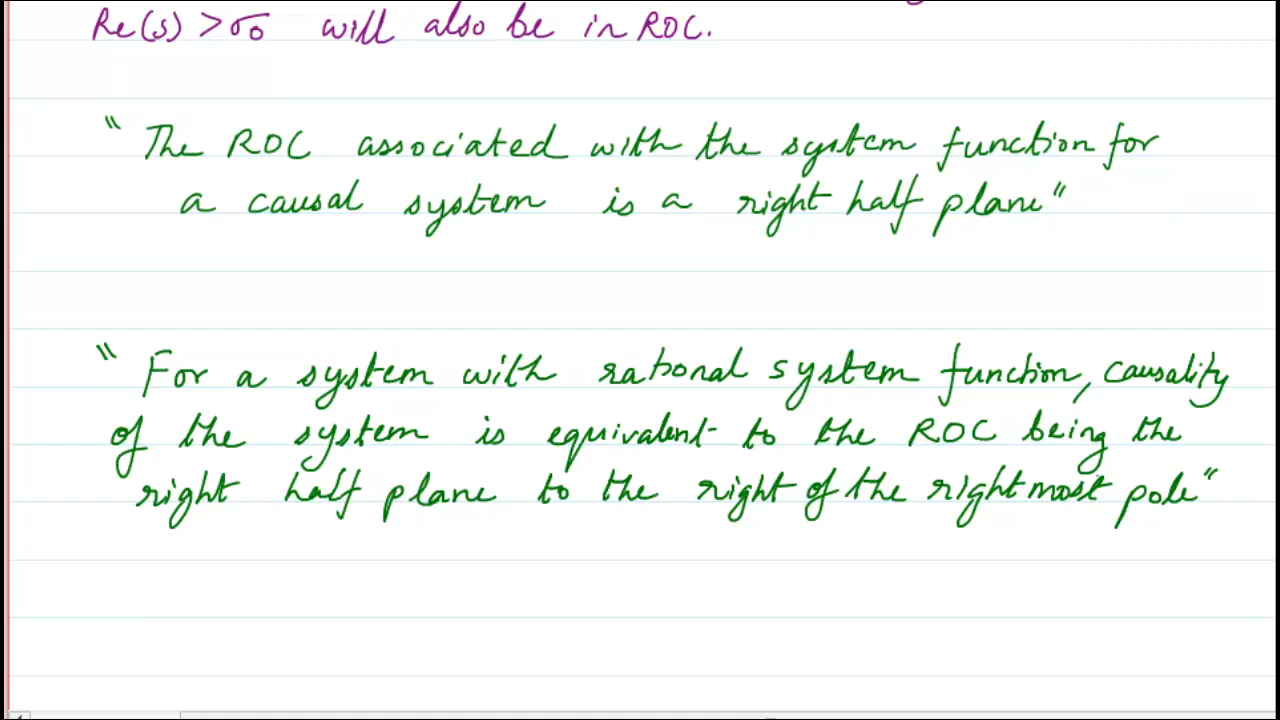 Re(s) > σ0 will also be in ROC.
" The ROC associated with the system function for
a causal system is a right half plane"
" For a system with rational system function, causality
of the system is equivalent to the ROC being the
right half plane to the right of the rightmost pole"